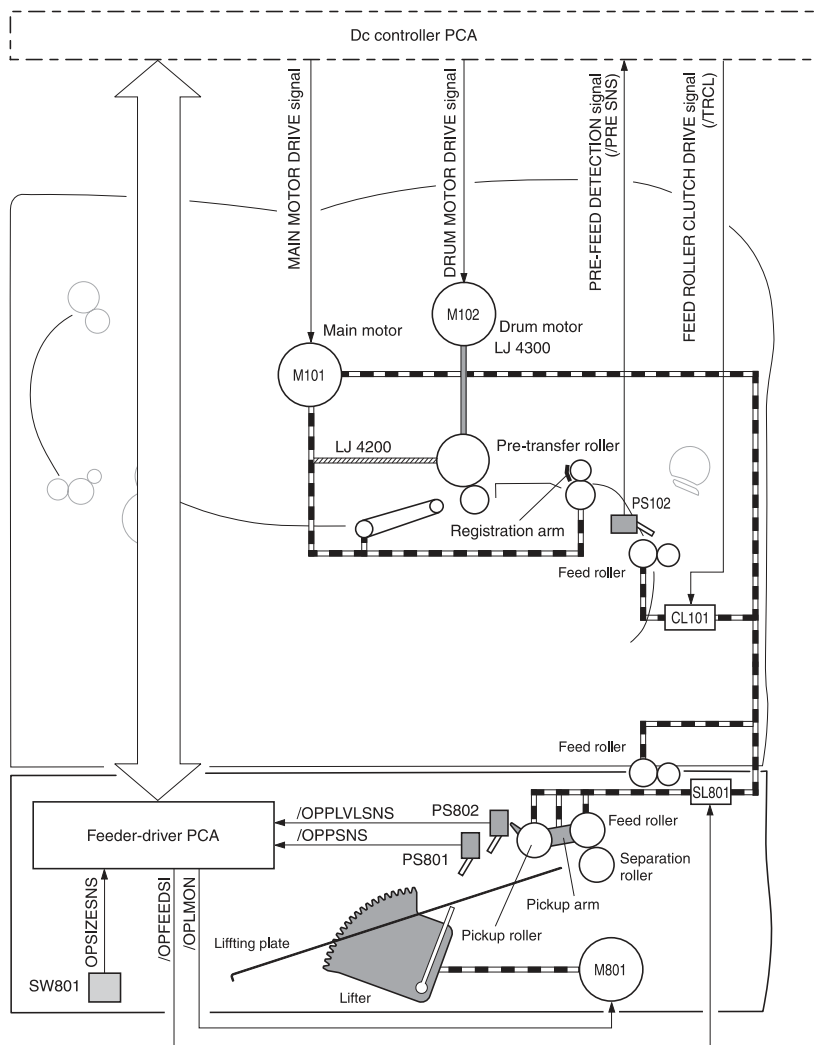 Dc controller PCA
MAIN MOTOR DRIVE signal
DRUM MOTOR DRIVE signal
PRE-FEED DETECTION signal
(/PRE SNS)
FEED ROLLER CLUTCH DRIVE signal
(/TRCL)
M102
Main motor
Drum motor
LJ 4300
M101
LJ 4200
Pre-transfer roller
PS102
Registration arm
Feed roller
CL101
Feed roller
SL801
/OPPLVLSNS
PS802
Feeder-driver PCA
/OPPSNS
Feed roller
PS801
Separation
roller
OPSIZESNS
/OPFEEDSI
/OPLMON
Pickup arm
Pickup roller
Liffting plate
M801
SW801
Lifter